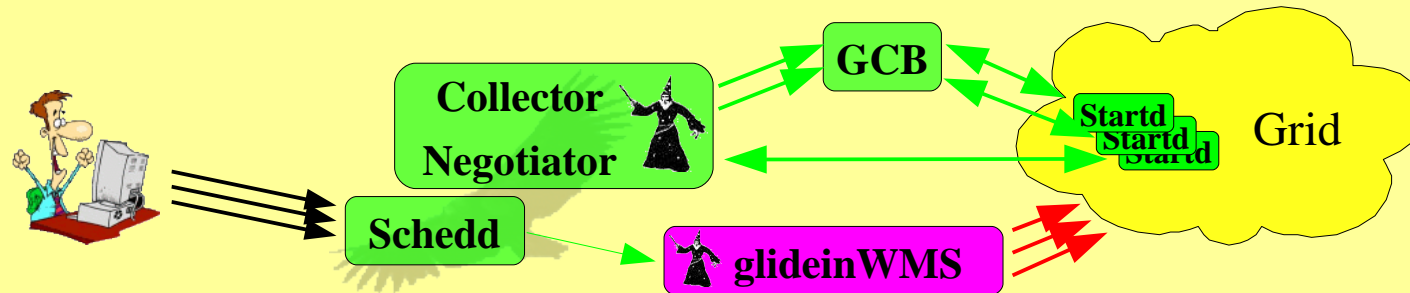 GCB
Collector
Negotiator
Startd
Startd
Startd
Grid
Schedd
glideinWMS